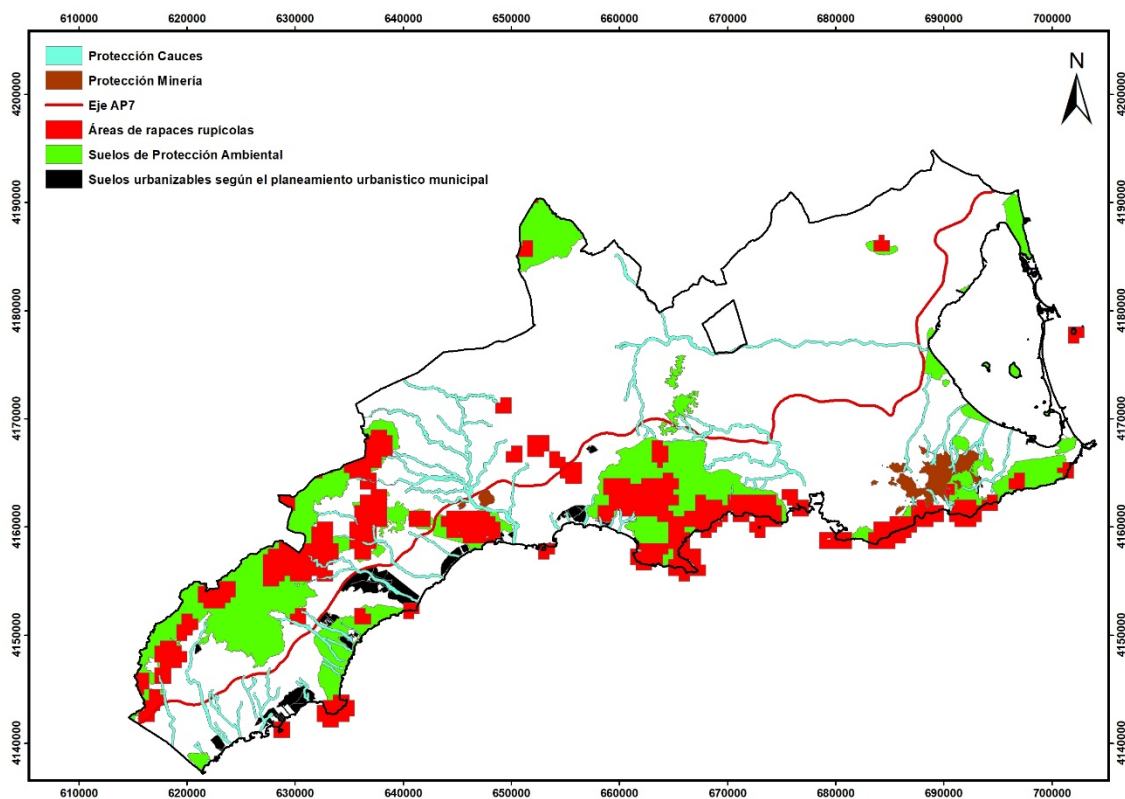 610000 620000 630000 640000 650000 660000 670000 680000 690000 700000
Protección Cauces
Protección Minería
Eje AP7
Áreas de rapaces rupícolas
Suelos de Protección Ambiental
Suelos urbanizables según el planeamiento urbanistico municipal
N
4200000 4200000
4190000 4190000
4180000 4180000
4170000 4170000
4160000 4160000
4150000 4150000
4140000 4140000
610000 620000 630000 640000 650000 660000 670000 680000 690000 700000